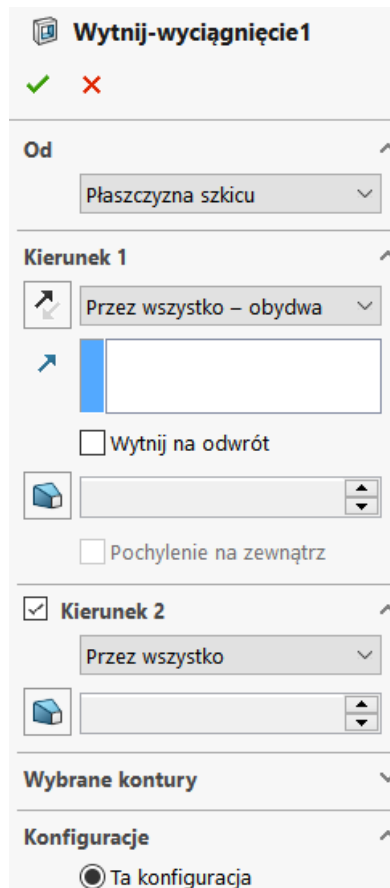 Wytnij-wyciągnięcie1
Od
Płaszczyzna szkicu
Kierunek 1
Przez wszystko – obydwa
Wytnij na odwrót
Pochylenie na zewnątrz
Kierunek 2
Przez wszystko
Wybrane kontury
Konfiguracje
Ta konfiguracja